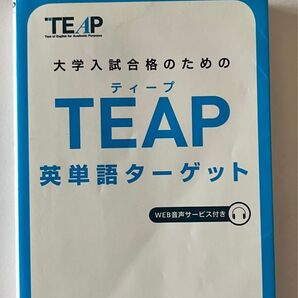 TEAP
Test of English for Academic Purposes
大学入試合格のための
ティープ
TEAP
英単語ターゲット
WEB音声サービス付き